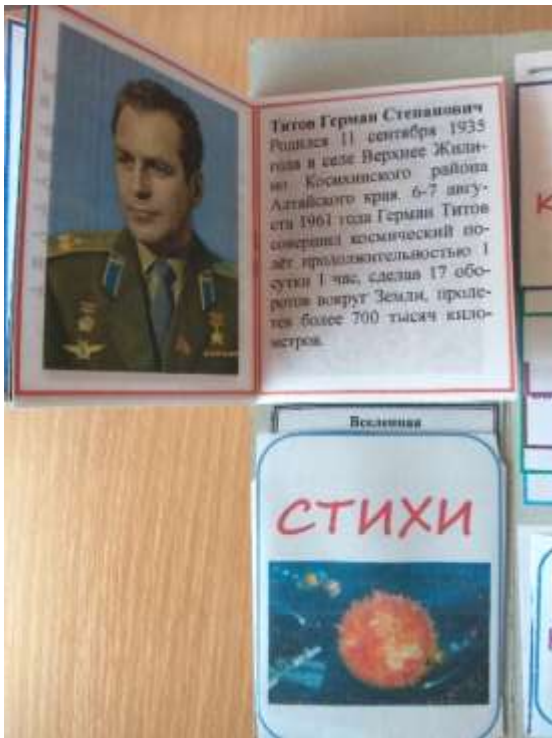 Титов Герман Степанович
Родился 11 сентября 1935
года в селе Верхнее Жили-
но Косихинского района
Алтайского края. 6-7 авгу-
ста 1961 года Герман Титов
совершил космический по-
лёт продолжительностью 1
сутки 1 час, сделав 17 обо-
ротов вокруг Земли, проле-
тев более 700 тысяч кило-
метров.
К
Вселенная
СТИХИ